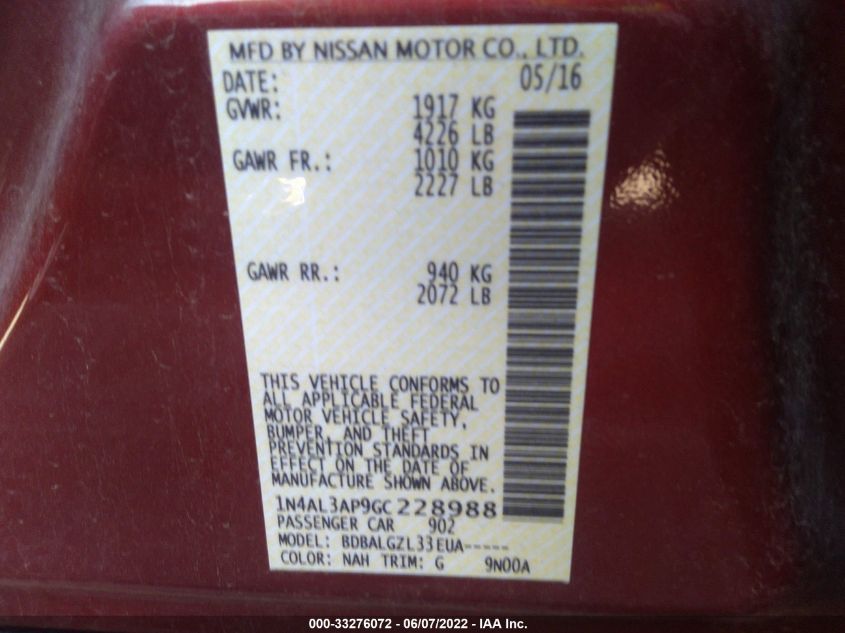 MFD BY NISSAN MOTOR CO., LTD.
DATE: 05/16
GVWR: 1917 KG
4226 LB
GAWR FR.: 1010 KG
2227 LB
GAWR RR.: 940 KG
2072 LB
THIS VEHICLE CONFORMS TO
ALL APPLICABLE FEDERAL
MOTOR VEHICLE SAFETY,
BUMPER, AND THEFT
PREVENTION STANDARDS IN
EFFECT ON THE DATE OF
MANUFACTURE SHOWN ABOVE.
1N4AL3AP9GC228988
PASSENGER CAR 902
MODEL: BDBALGZL33EUA-----
COLOR: NAH TRIM: G 9N00A
000-33276072 - 06/07/2022 - IAA Inc.